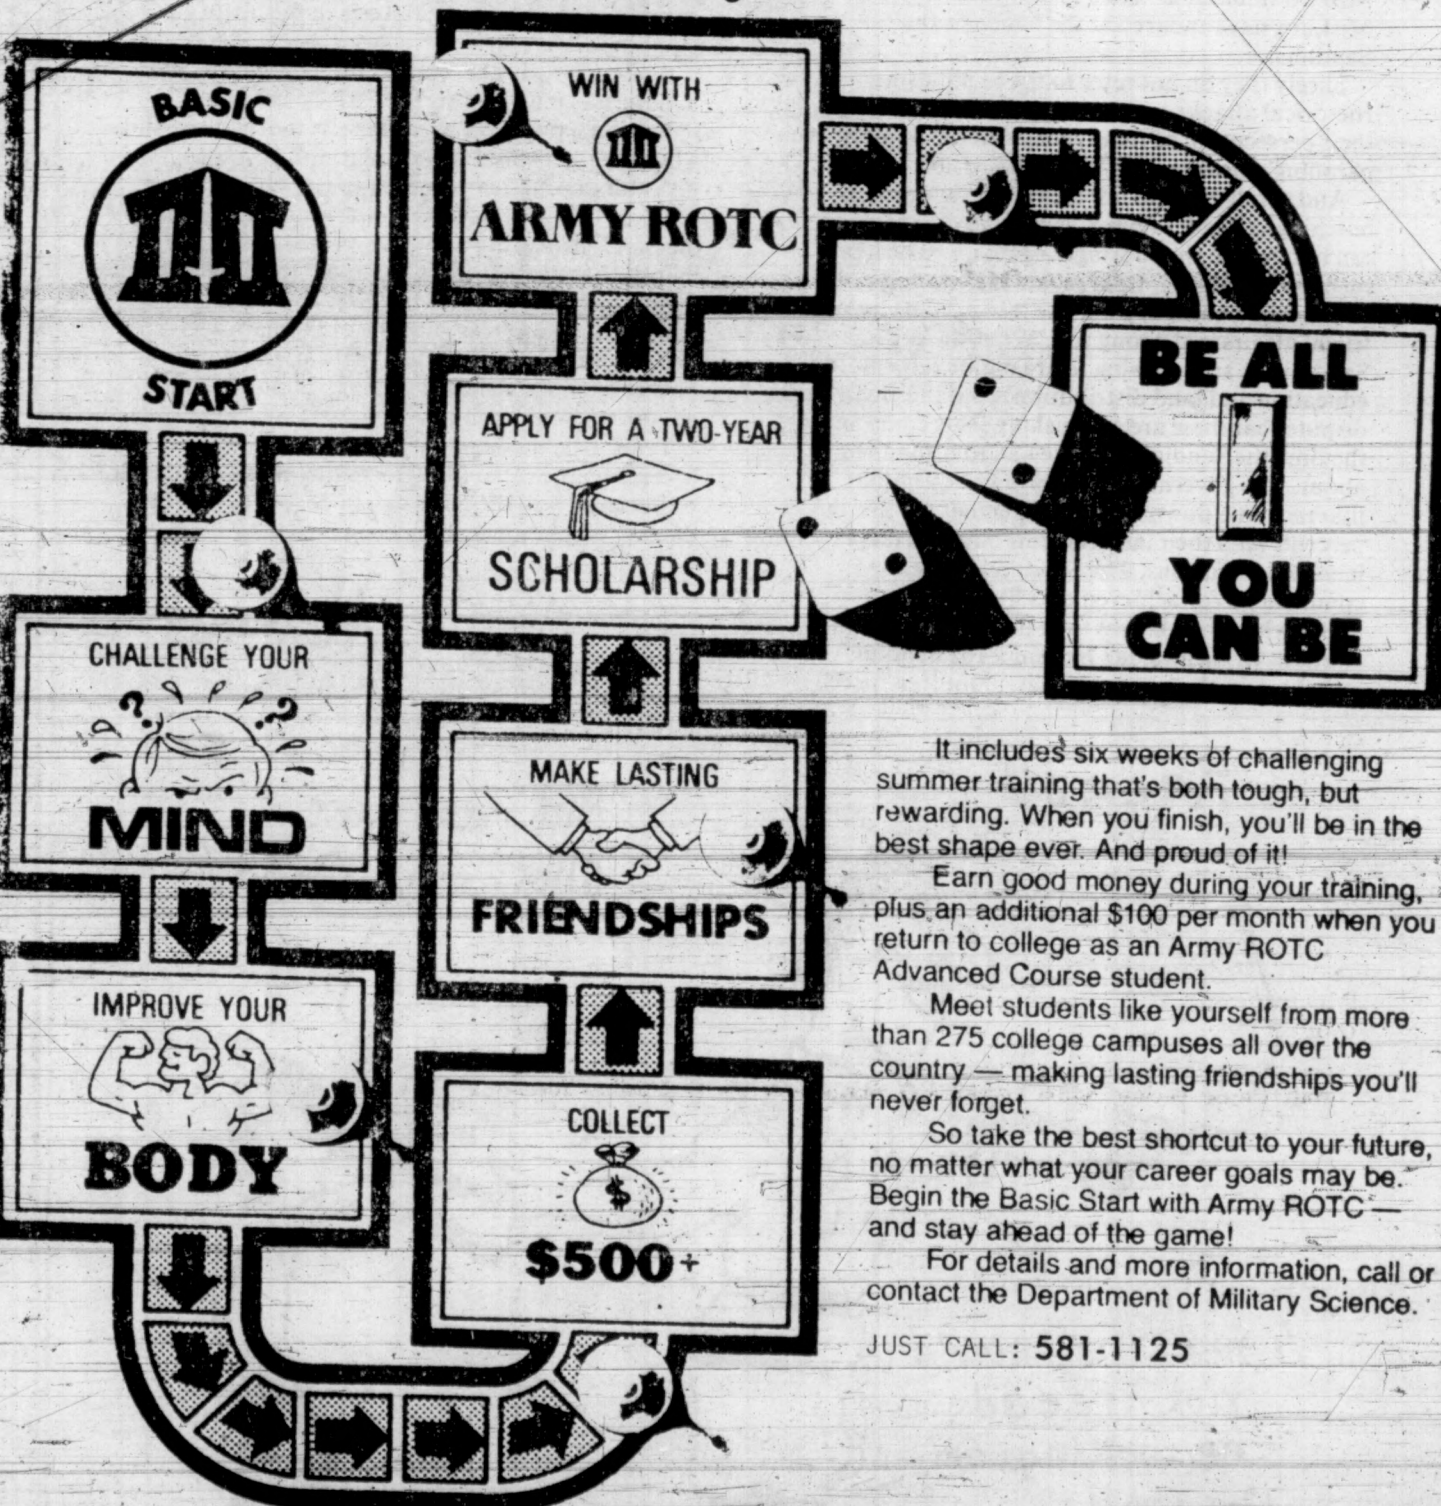 BASIC
START
CHALLENGE YOUR
MIND
IMPROVE YOUR
BODY
COLLECT
$
$500+
MAKE LASTING
FRIENDSHIPS
APPLY FOR A TWO-YEAR
SCHOLARSHIP
WIN WITH
ARMY ROTC
BE ALL
YOU
CAN BE
It includes six weeks of challenging
summer training that's both tough, but
rewarding. When you finish, you'll be in the
best shape ever. And proud of it!
Earn good money during your training,
plus an additional $100 per month when you
return to college as an Army ROTC
Advanced Course student.
Meet students like yourself from more
than 275 college campuses all over the
country — making lasting friendships you'll
never forget.
So take the best shortcut to your future,
no matter what your career goals may be.
Begin the Basic Start with Army ROTC —
and stay ahead of the game!
For details and more information, call or
contact the Department of Military Science.
JUST CALL: 581-1125